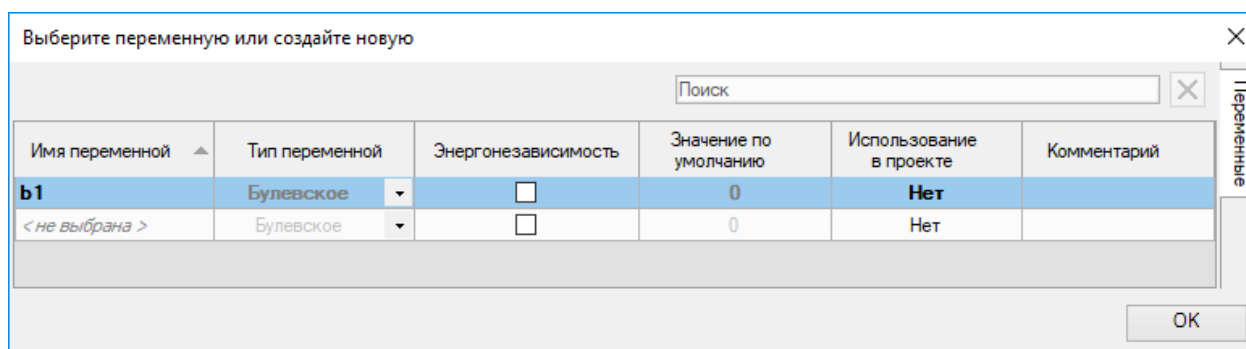 Выберите переменную или создайте новую
Поиск
Переменные
Имя переменной Тип переменной Энергонезависимость Значение по умолчанию Использование в проекте Комментарий
b1 Булевское 0 Нет
< не выбрана > Булевское 0 Нет
OK